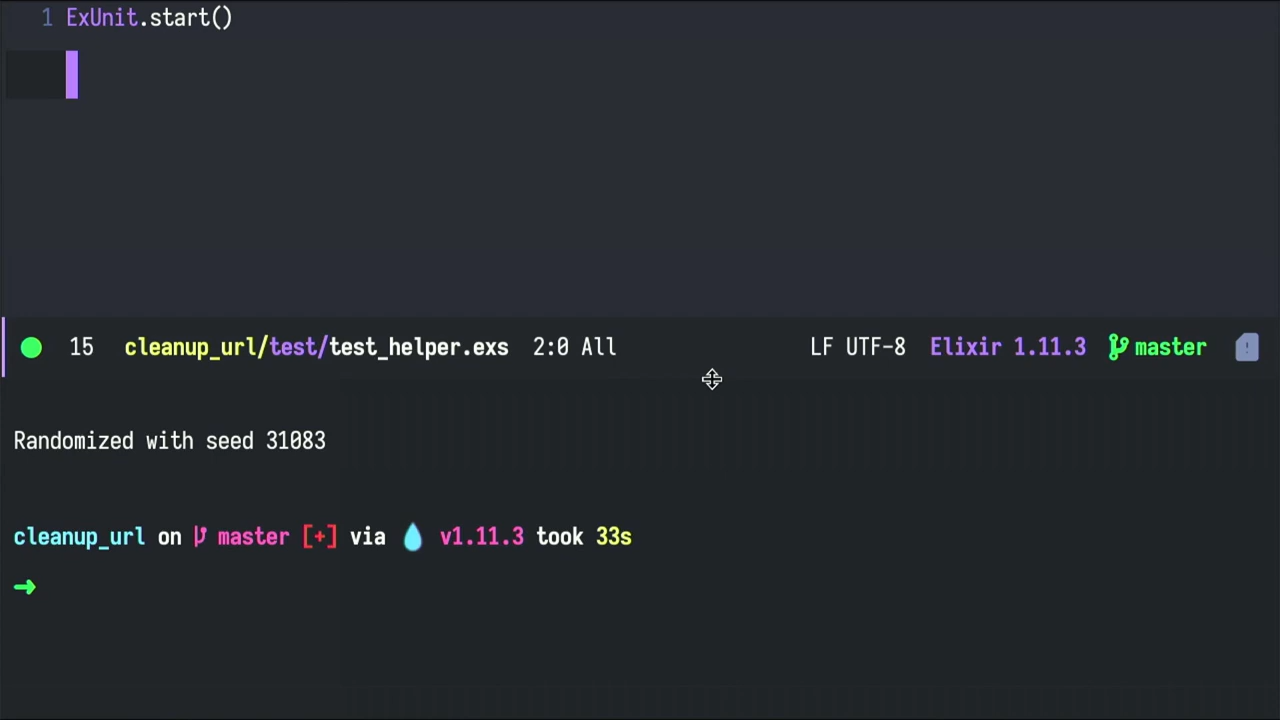 1 ExUnit.start()
15 cleanup_url/test/test_helper.exs 2:0 All LF UTF-8 Elixir 1.11.3 master
Randomized with seed 31083
cleanup_url on master [+] via v1.11.3 took 33s
➜